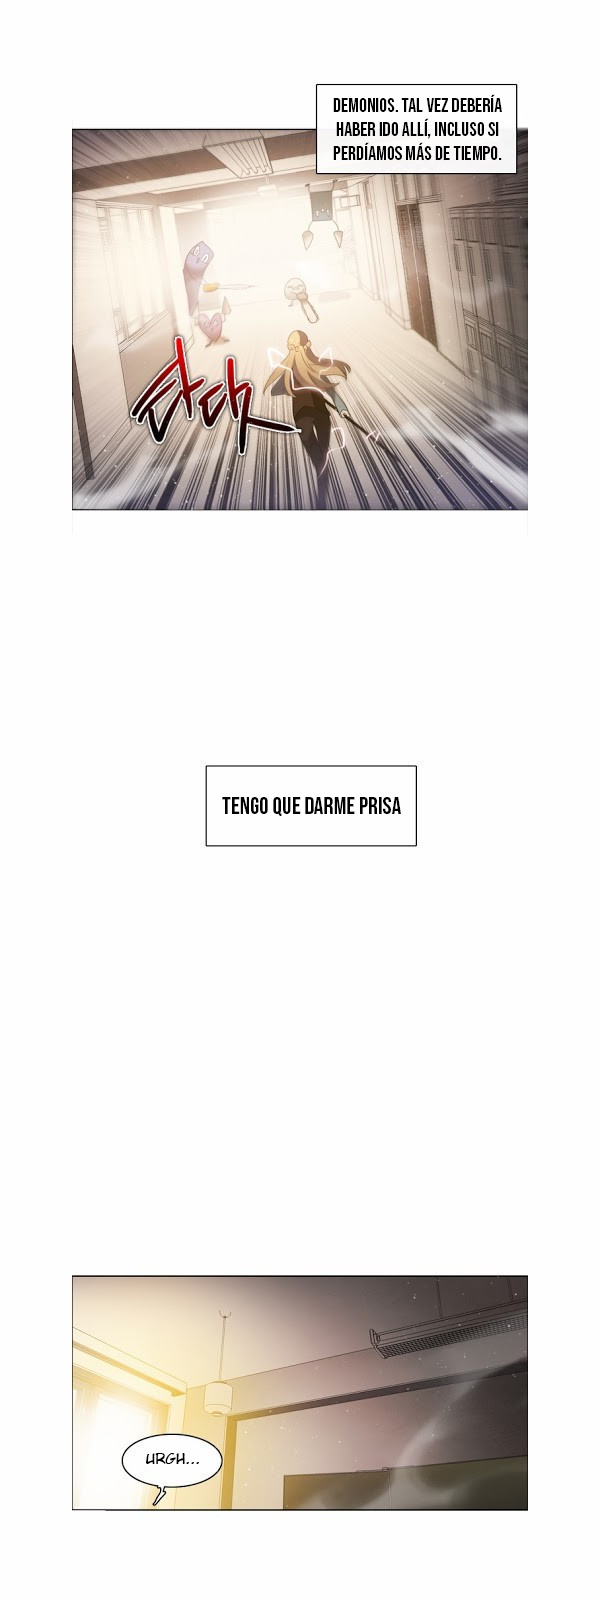 DEMONIOS. TAL VEZ DEBERÍA
HABER IDO ALLÍ, INCLUSO SI
PERDÍAMOS MÁS DE TIEMPO.
타닥
TENGO QUE DARME PRISA
URGH...